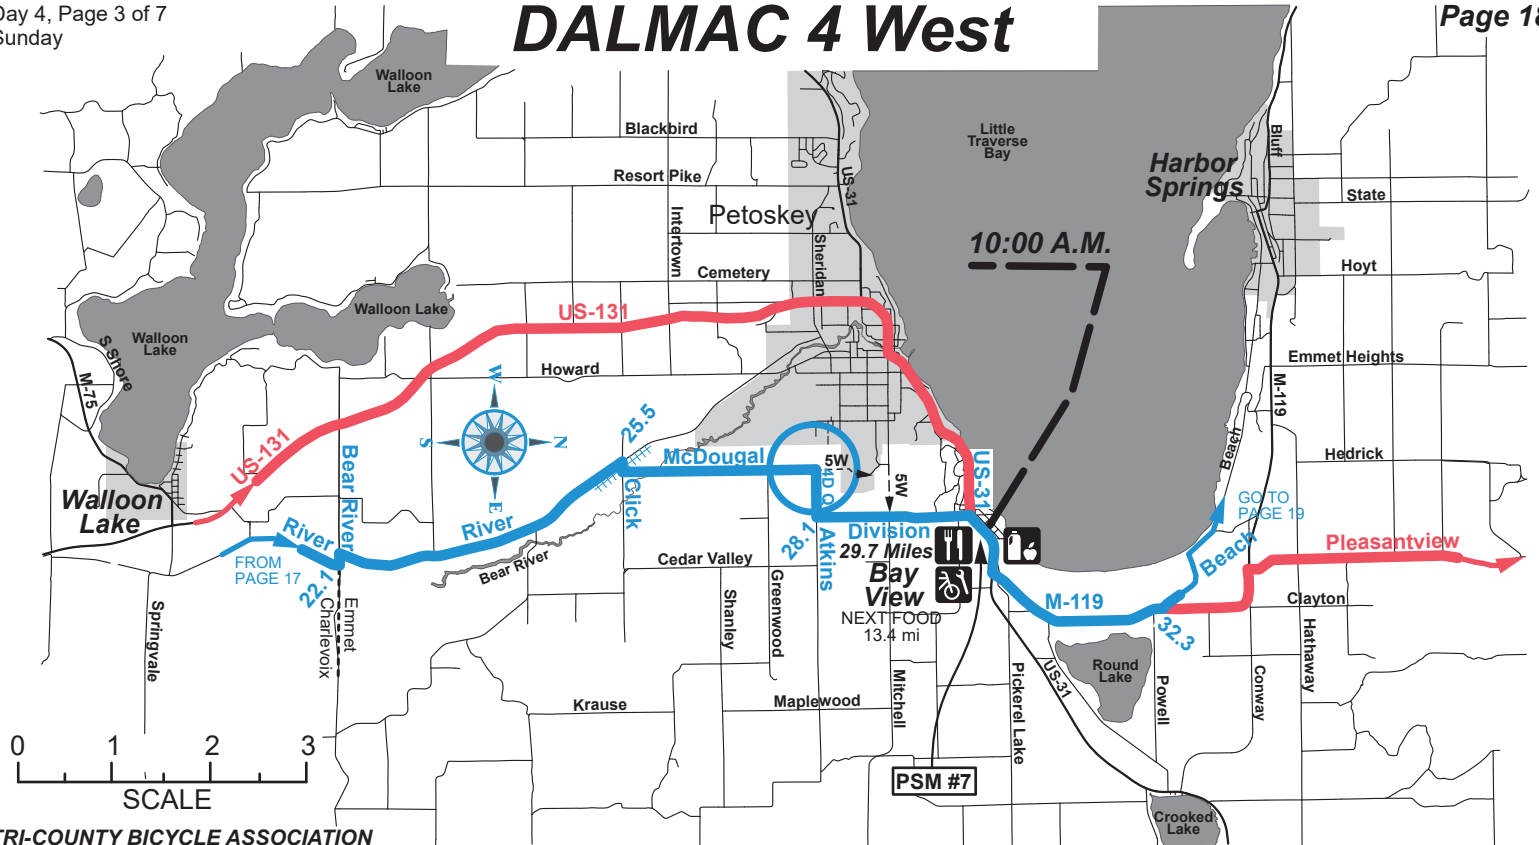 Day 4, Page 3 of 7
Sunday
DALMAC 4 West
Page 18
Walloon
Lake
Little
Traverse
Bay
Harbor
Springs
Bluff
Blackbird
Resort Pike
US-31
State
Petoskey
Intertown
Sheridan
10:00 A.M.
Cemetery
Hoyt
Walloon Lake
US-131
Walloon
Lake
S Shore
M-75
Howard
Emmet Heights
M-119
W
S
N
E
25.5
US-131
Bear River
McDougal
5W
5W
US-31
Beach
Hedrick
Walloon
Lake
River
River
Click
GO TO
PAGE 19
Division
28.1
Atkins
29.7 Miles
Bay
View
NEXT FOOD
13.4 mi
Beach
Pleasantview
FROM
PAGE 17
22.1
Bear River
Cedar Valley
Greenwood
Shanley
M-119
32.3
Clayton
Hathaway
Emmet
Charlevoix
Springvale
Krause
Maplewood
Mitchell
Pickerel Lake
US-31
Round
Lake
Powell
Conway
0 1 2 3
SCALE
PSM #7
Crooked
Lake
TRI-COUNTY BICYCLE ASSOCIATION